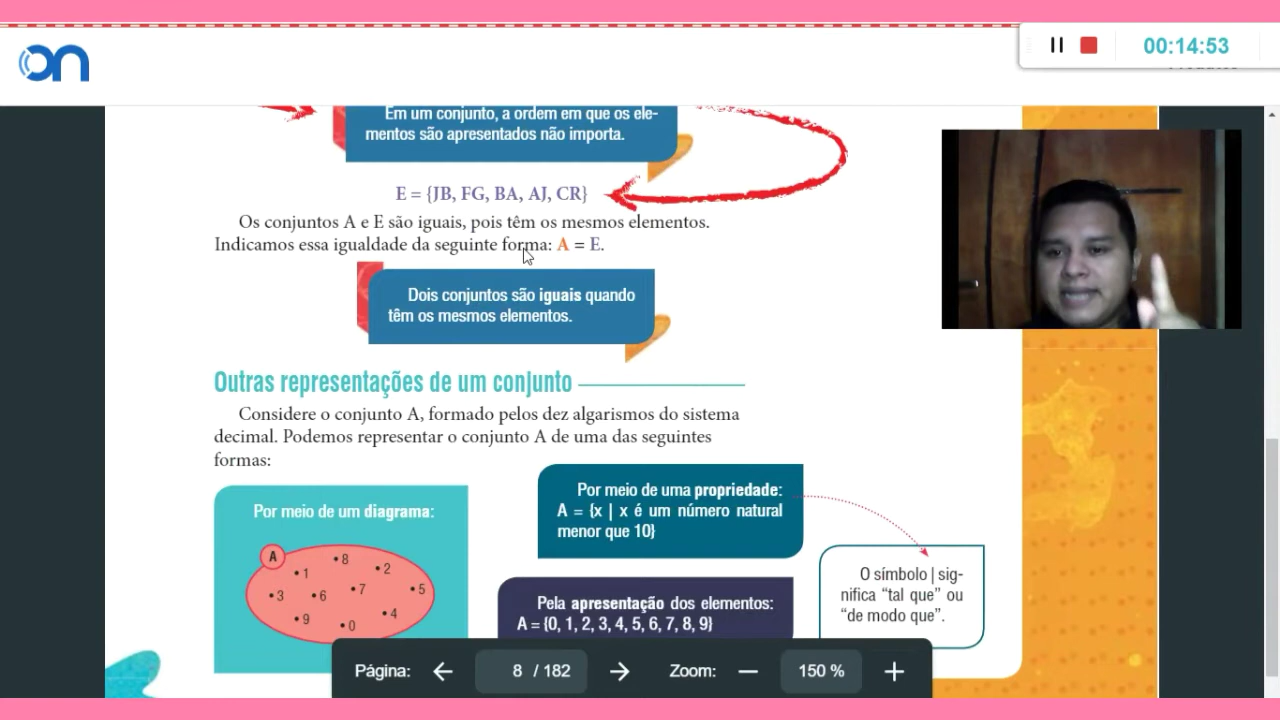 on
00:14:53
Em um conjunto, a ordem em que os ele-
mentos são apresentados não importa.
E = {JB, FG, BA, AJ, CR}
Os conjuntos A e E são iguais, pois têm os mesmos elementos.
Indicamos essa igualdade da seguinte forma: A = E.
Dois conjuntos são iguais quando
têm os mesmos elementos.
Outras representações de um conjunto
Considere o conjunto A, formado pelos dez algarismos do sistema
decimal. Podemos representar o conjunto A de uma das seguintes
formas:
Por meio de um diagrama:
A
•8
•1
•2
•7
•5
•3
•6
•4
•9
•0
Por meio de uma propriedade:
A = {x | x é um número natural
menor que 10}
Pela apresentação dos elementos:
A = {0, 1, 2, 3, 4, 5, 6, 7, 8, 9}
O símbolo | sig-
nifica “tal que” ou
“de modo que”.
Página: 8 / 182 Zoom: 150 %